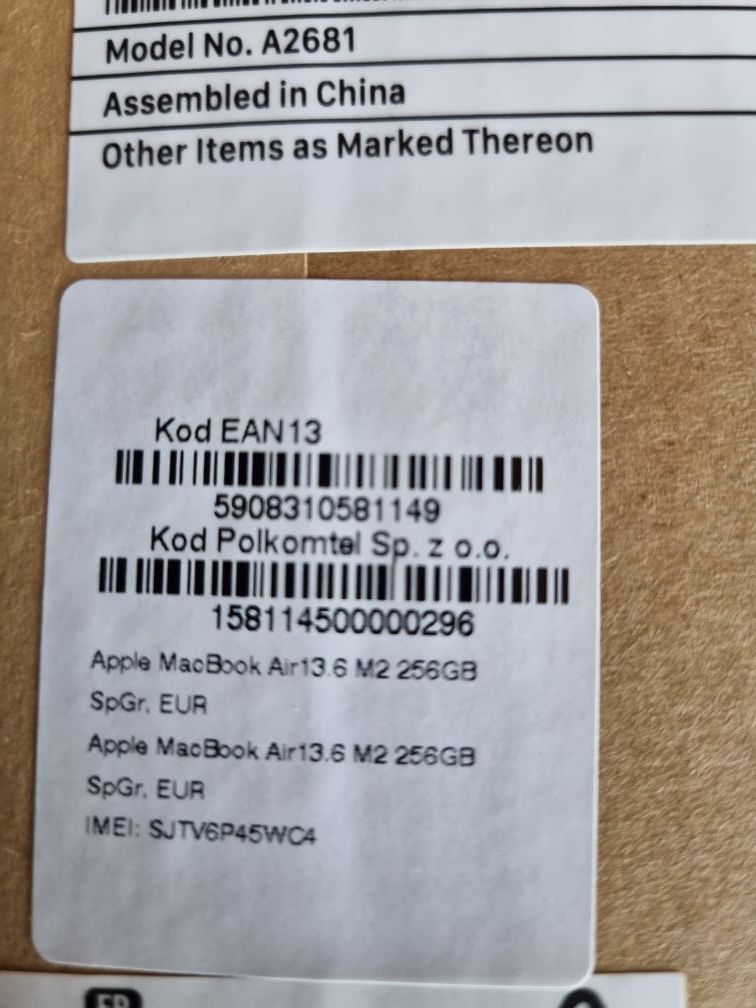 Model No. A2681
Assembled in China
Other Items as Marked Thereon
Kod EAN13
5908310581149
Kod Polkomtel Sp. z o.o.
158114500000296
Apple MacBook Air13.6 M2 256GB
SpGr. EUR
Apple MacBook Air13.6 M2 256GB
SpGr. EUR
IMEI: SJTV6P45WC4